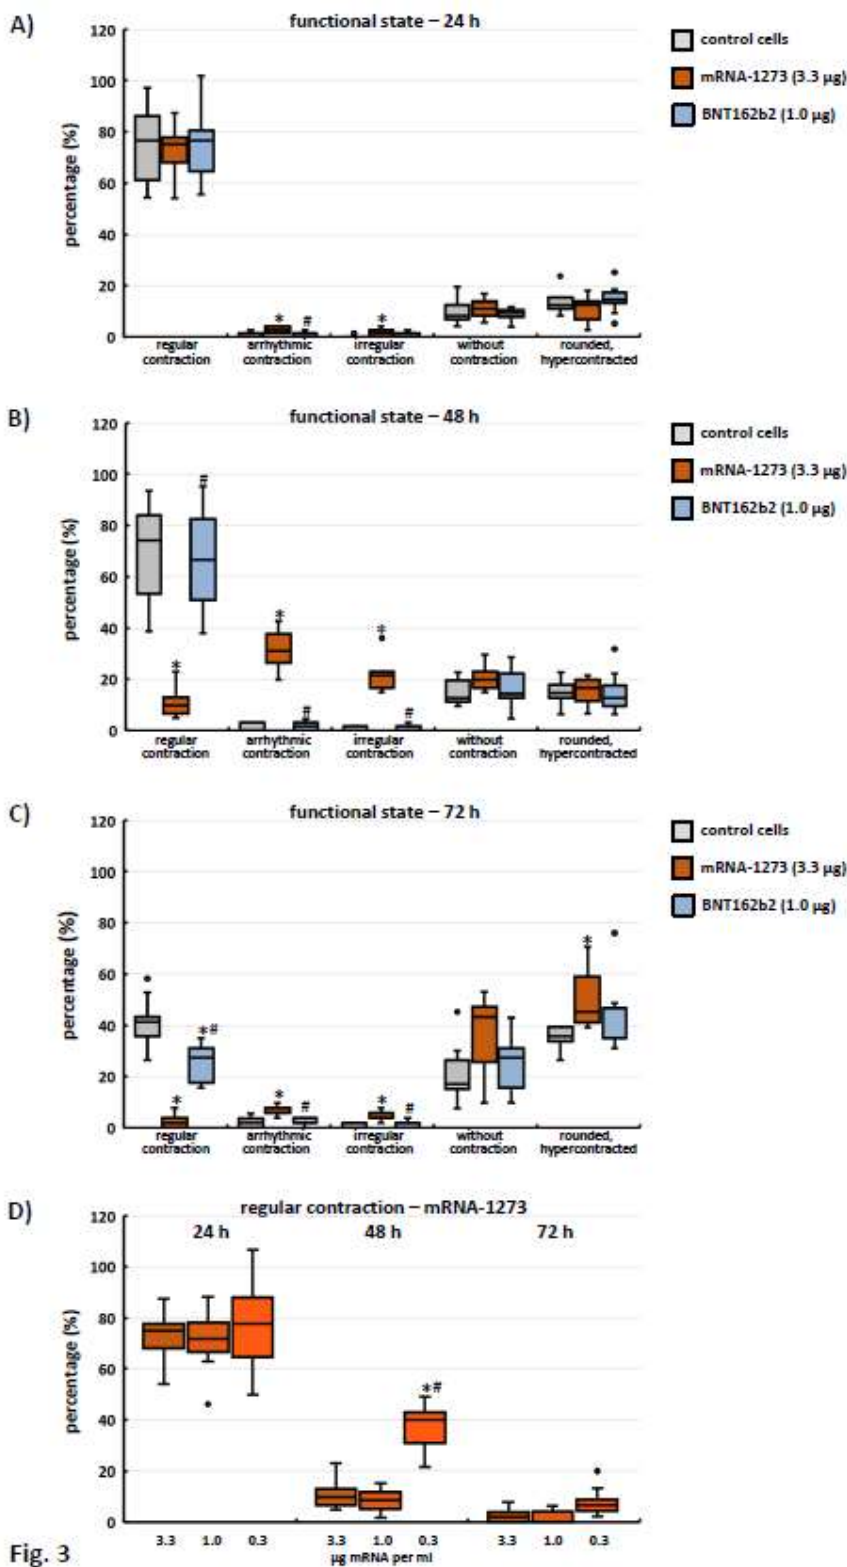 A)
functional state – 24 h
120
100
80
60
40
20
0
percentage (%)
control cells
mRNA-1273 (3.3 µg)
BNT162b2 (1.0 µg)
* # *
regular contraction
arrhythmic contraction
irregular contraction
without contraction
rounded, hypercontracted
B)
functional state – 48 h
120
100
80
60
40
20
0
percentage (%)
control cells
mRNA-1273 (3.3 µg)
BNT162b2 (1.0 µg)
* # * # * #
regular contraction
arrhythmic contraction
irregular contraction
without contraction
rounded, hypercontracted
C)
functional state – 72 h
120
100
80
60
40
20
0
percentage (%)
control cells
mRNA-1273 (3.3 µg)
BNT162b2 (1.0 µg)
* *# * # * # *
regular contraction
arrhythmic contraction
irregular contraction
without contraction
rounded, hypercontracted
D)
regular contraction – mRNA-1273
24 h 48 h 72 h
120
100
80
60
40
20
0
percentage (%)
*#
3.3 1.0 0.3 3.3 1.0 0.3 3.3 1.0 0.3
µg mRNA per ml
Fig. 3